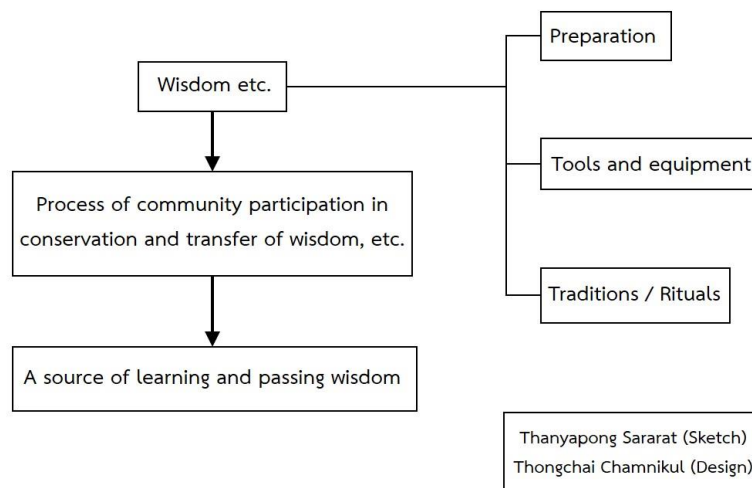 Preparation
Wisdom etc.
Tools and equipment
Process of community participation in
conservation and transfer of wisdom, etc.
Traditions / Rituals
A source of learning and passing wisdom
Thanyapong Sararat (Sketch)
Thongchai Chamnikul (Design)